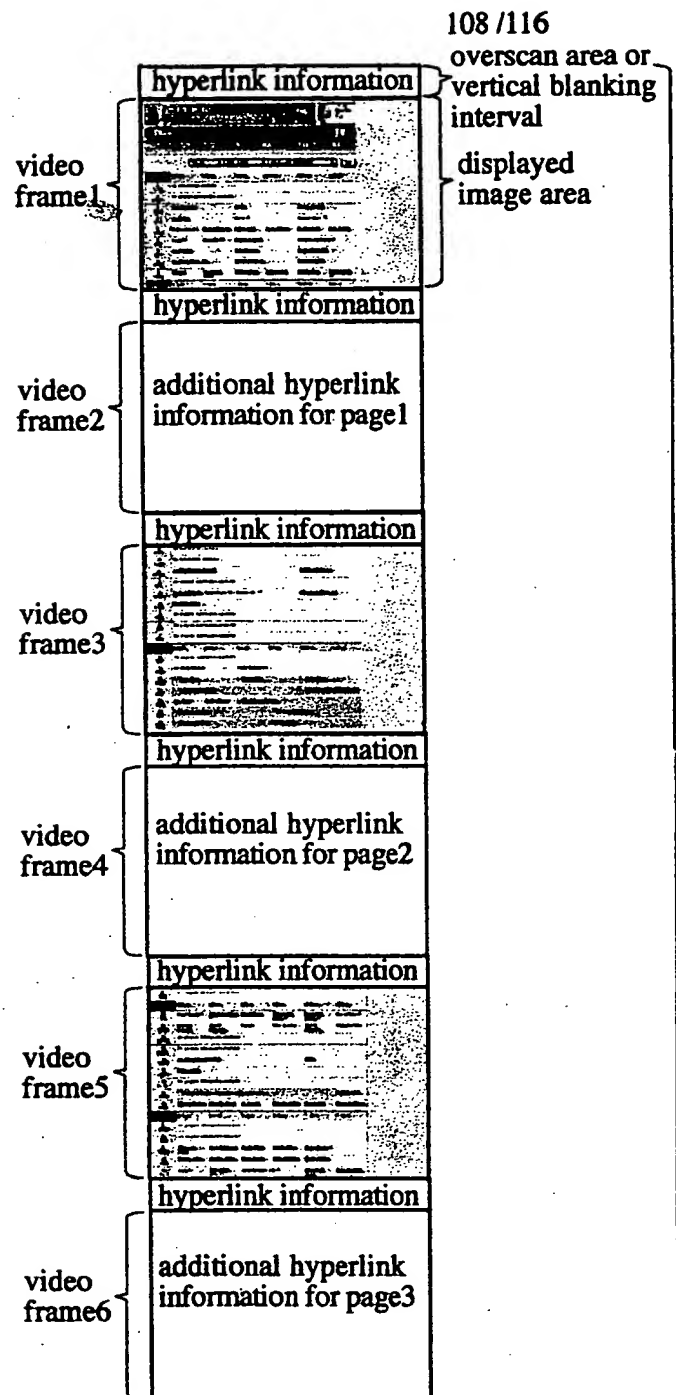 108 /116
overscan area or
vertical blanking
interval
hyperlink information
video
frame1
displayed
image area
hyperlink information
video
frame2
additional hyperlink
information for page1
hyperlink information
video
frame3
hyperlink information
video
frame4
additional hyperlink
information for page2
hyperlink information
video
frame5
hyperlink information
video
frame6
additional hyperlink
information for page3